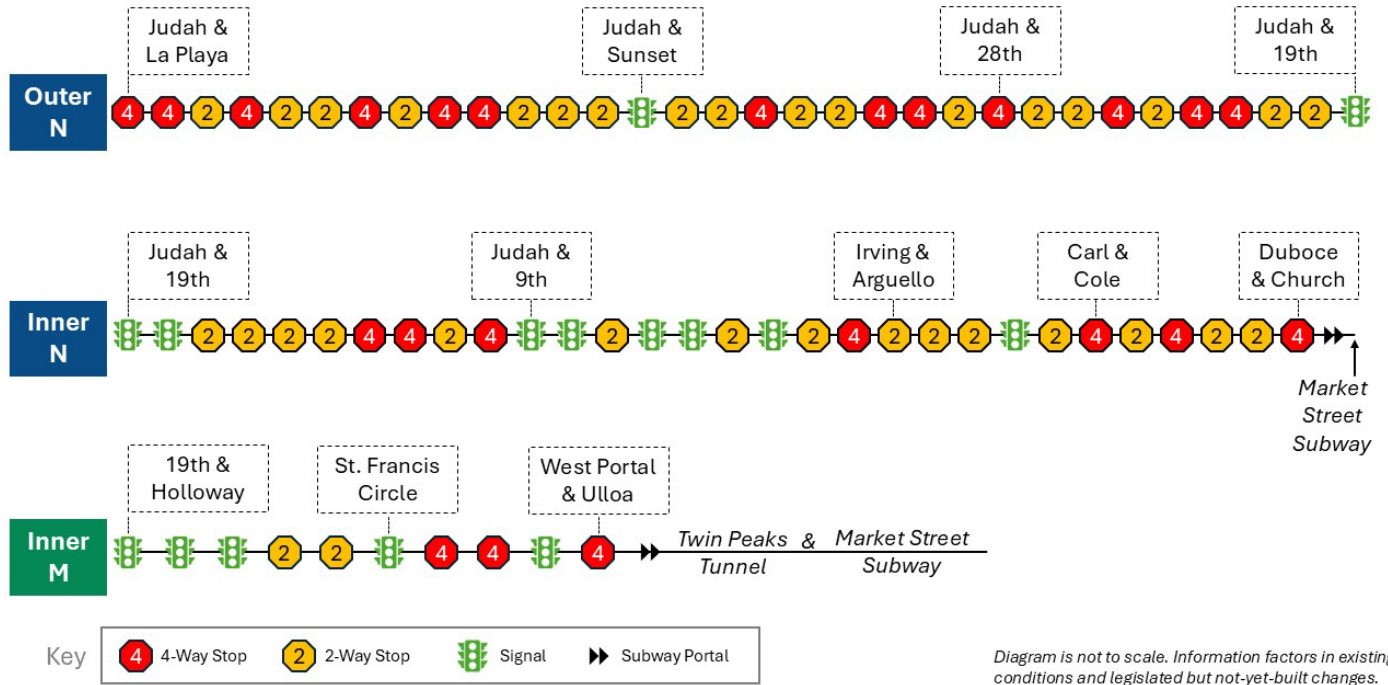 Judah &
La Playa
Judah &
Sunset
Judah &
28th
Judah &
19th
Outer
N
4 4 2 4 2 2 4 2 4 4 2 2 2 2 2 4 2 2 4 4 2 4 2 2 4 2 4 4 2 2
Judah &
19th
Judah &
9th
Irving &
Arguello
Carl &
Cole
Duboce
& Church
Inner
N
2 2 2 2 4 4 2 4 2 2 2 4 2 2 2 2 4 2 4 2 2 4
Market
Street
Subway
19th &
Holloway
St. Francis
Circle
West Portal
& Ulloa
Inner
M
2 2 4 4 4
Twin Peaks & Market Street
Tunnel Subway
Key
4 4-Way Stop 2 2-Way Stop Signal Subway Portal
Diagram is not to scale. Information factors in existing
conditions and legislated but not-yet-built changes.